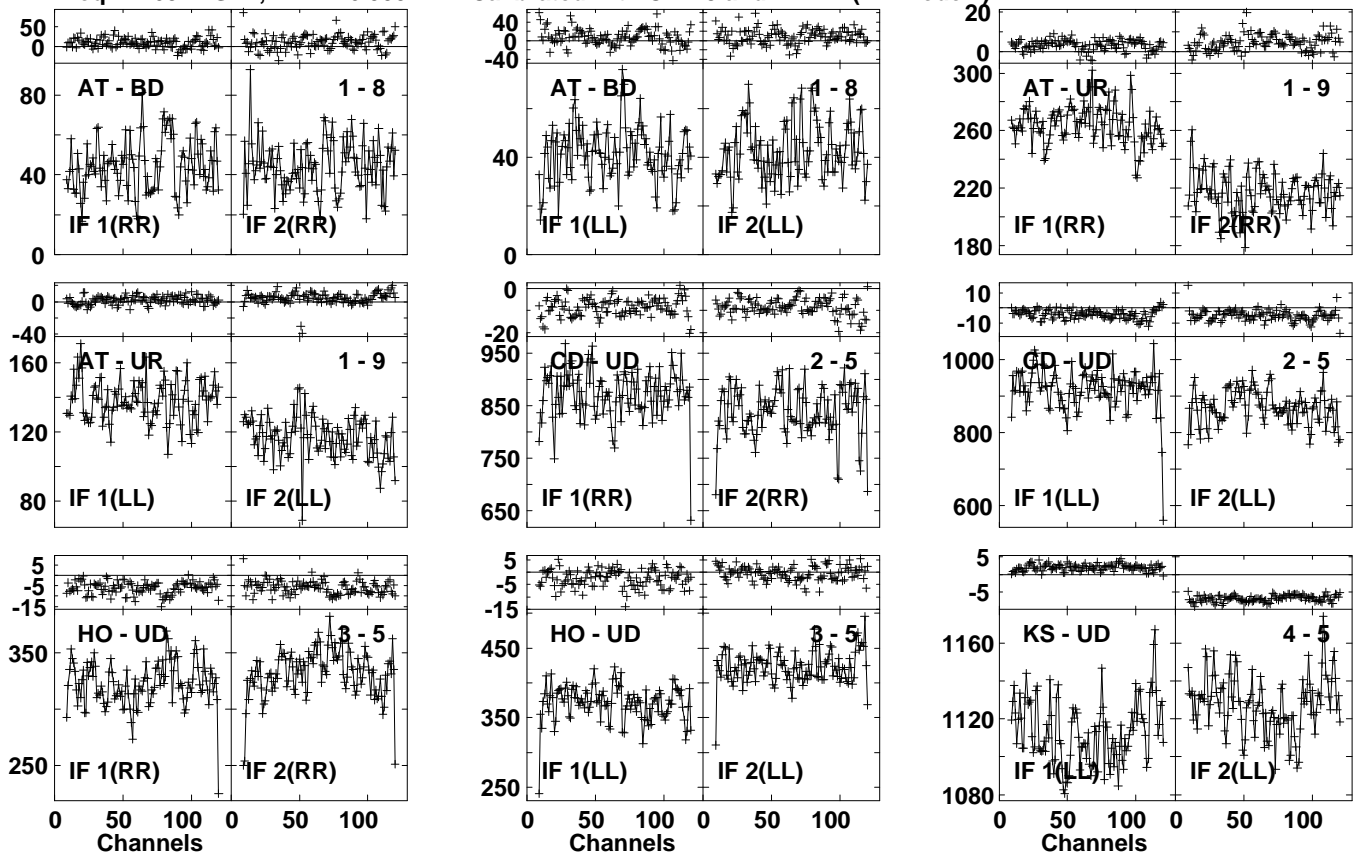 50
0
80
40
0
AT - BD
1 - 8
IF 1(RR)
IF 2(RR)
40
0
-40
40
0
AT - BD
1 - 8
IF 1(LL)
IF 2(LL)
20
0
300
260
220
180
AT - UR
1 - 9
IF 1(RR)
IF 2(RR)
0
-40
160
120
80
AT - UR
1 - 9
IF 1(LL)
IF 2(LL)
0
-20
950
850
750
650
CD - UD
2 - 5
IF 1(RR)
IF 2(RR)
10
-10
1000
800
600
CD - UD
2 - 5
IF 1(LL)
IF 2(LL)
5
-5
-15
350
250
HO - UD
3 - 5
IF 1(RR)
IF 2(RR)
0 50 100 0 50 100
Channels
5
-5
-15
450
350
250
HO - UD
3 - 5
IF 1(LL)
IF 2(LL)
0 50 100 0 50 100
Channels
5
-5
1160
1120
1080
KS - UD
4 - 5
IF 1(LL)
IF 2(LL)
0 50 100 0 50 100
Channels